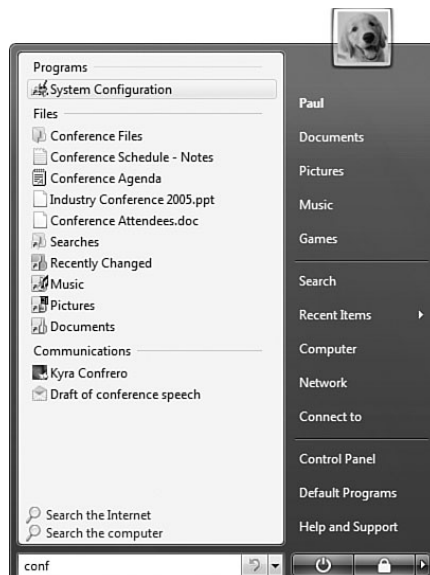 Programs
System Configuration
Files
Conference Files
Conference Schedule - Notes
Conference Agenda
Industry Conference 2005.ppt
Conference Attendees.doc
Searches
Recently Changed
Music
Pictures
Documents
Communications
Kyra Confrero
Draft of conference speech
Search the Internet
Search the computer
conf
Paul
Documents
Pictures
Music
Games
Search
Recent Items
Computer
Network
Connect to
Control Panel
Default Programs
Help and Support